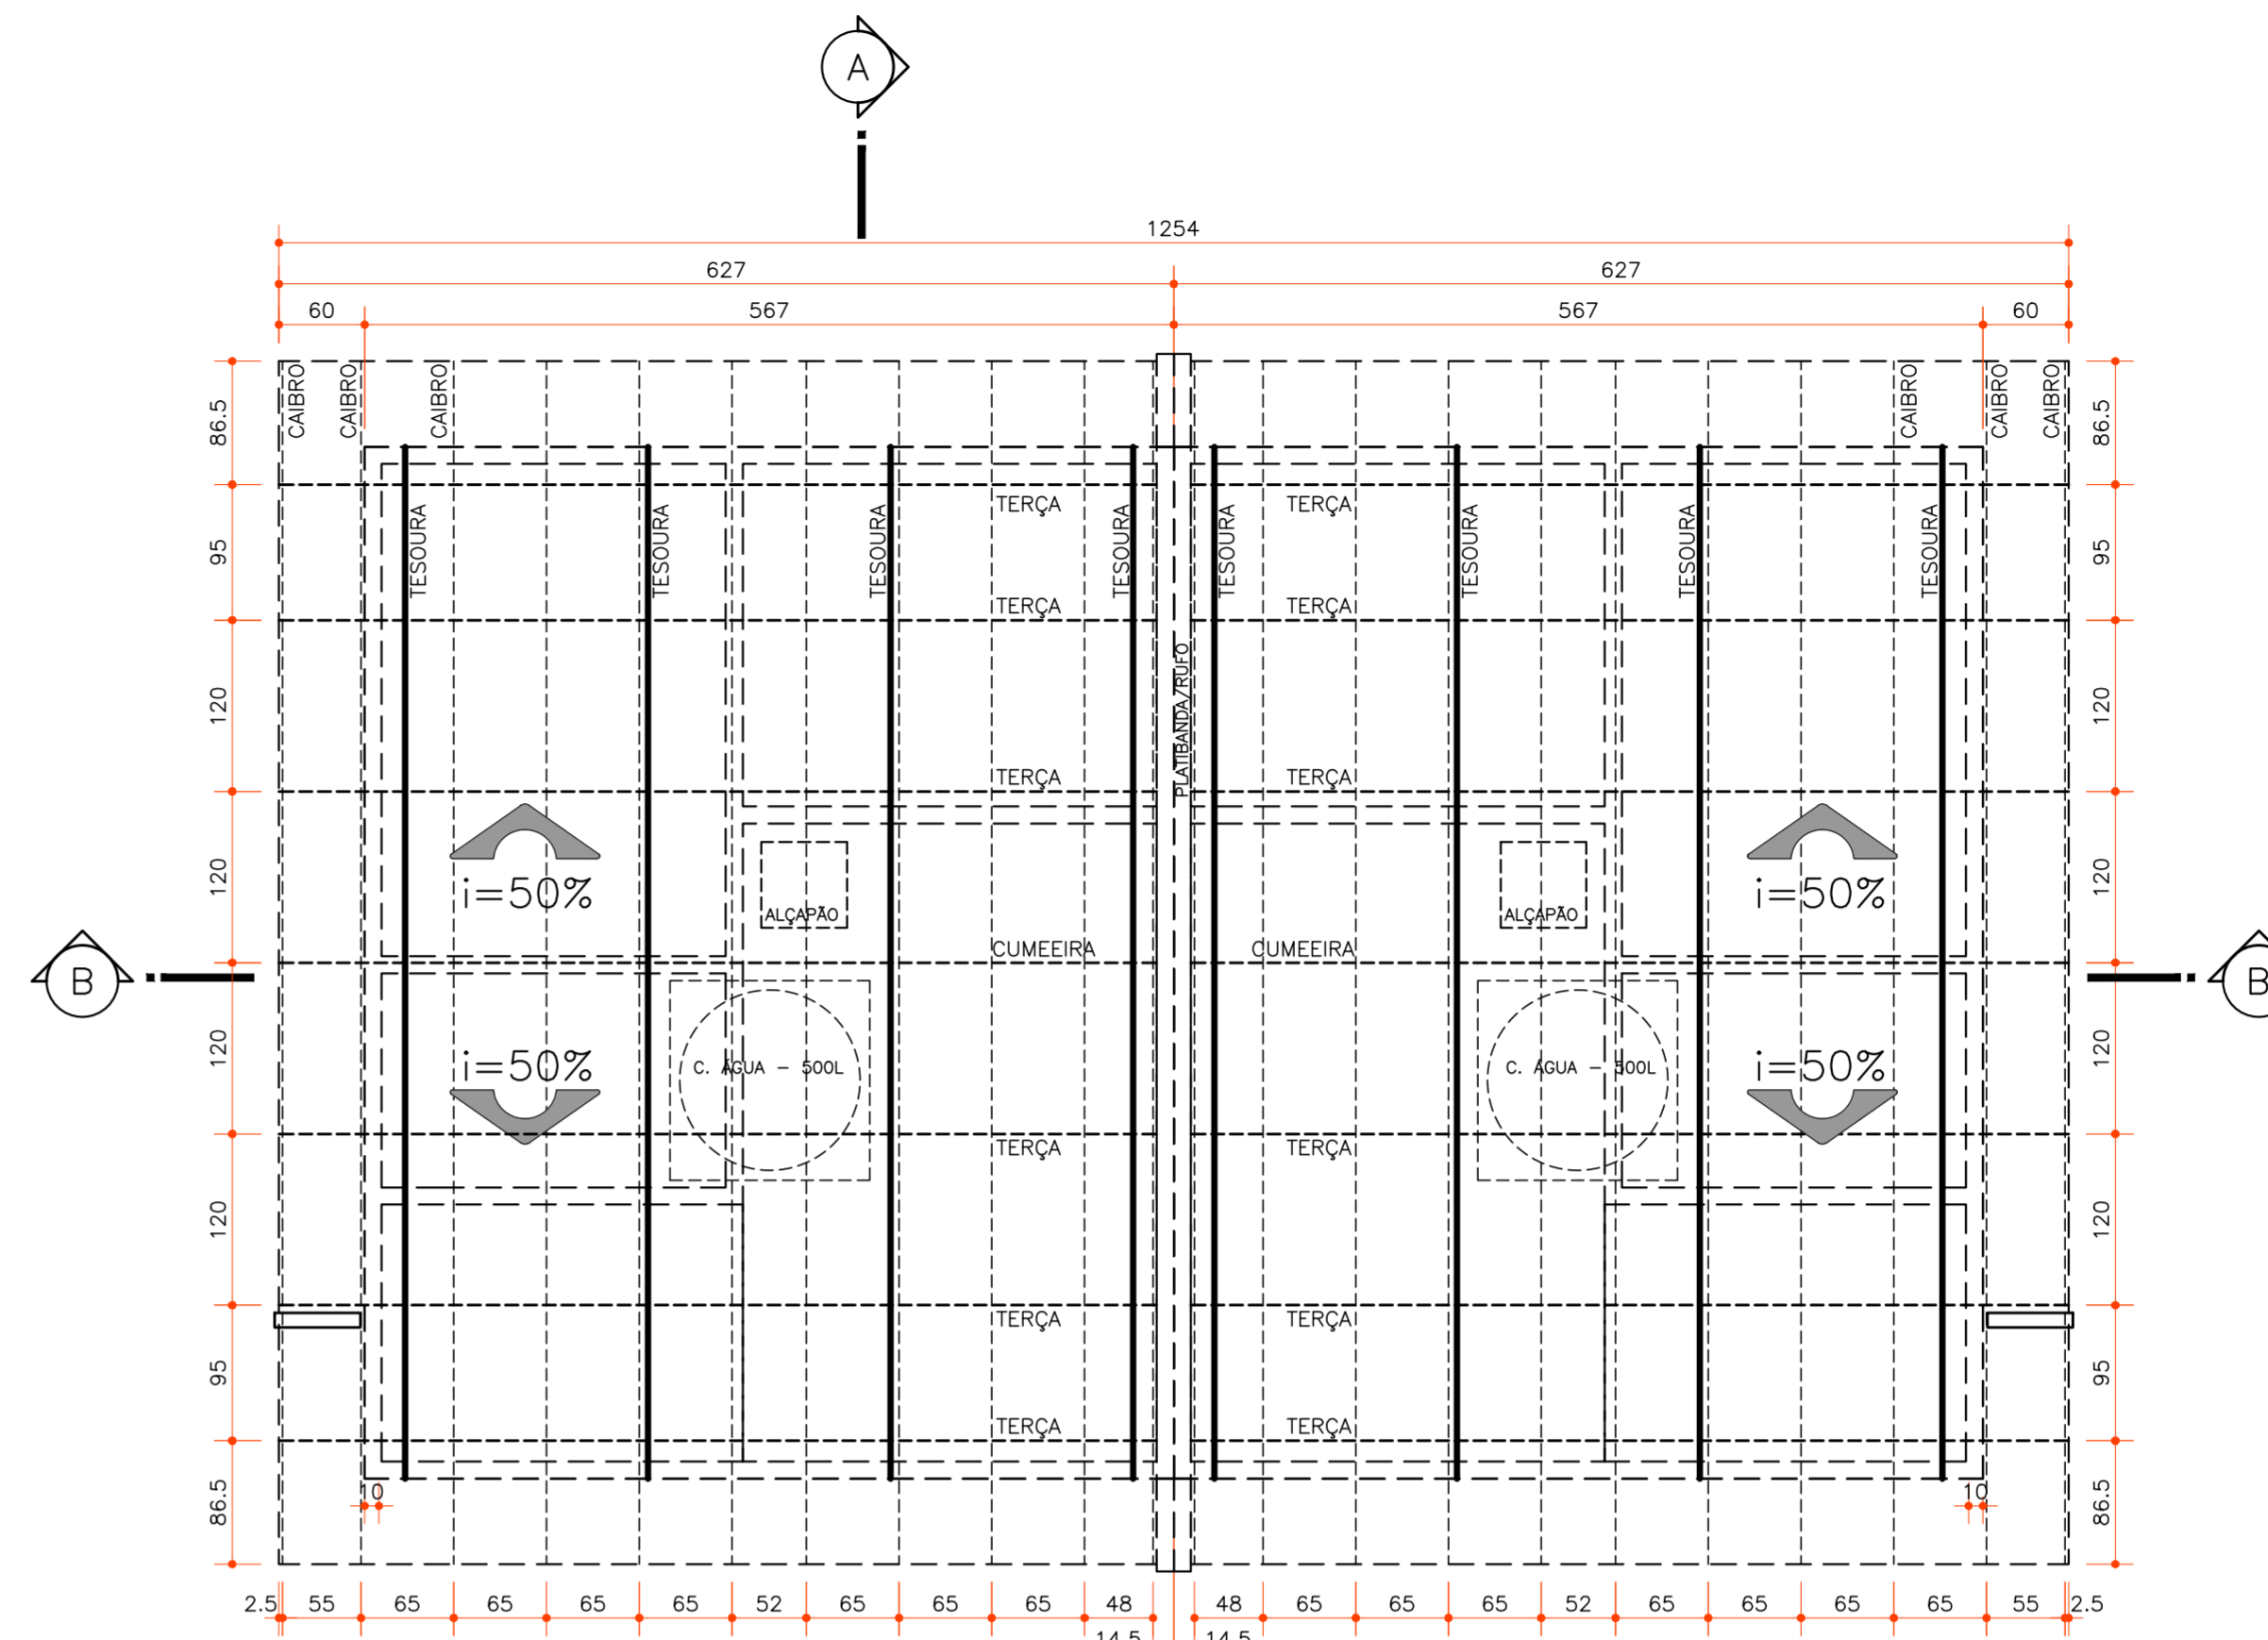 A
1254
627 627
60 567 567 60
CAIBRO CAIBRO CAIBRO CAIBRO CAIBRO CAIBRO
86.5 86.5
TERÇA TERÇA
TESOURA TESOURA TESOURA TESOURA TESOURA TESOURA TESOURA TESOURA
95 95
TERÇA TERÇA
120 120
PLATIBANDA/RUFO
TERÇA TERÇA
120 120
i=50% i=50%
ALÇAPÃO ALÇAPÃO
CUMEEIRA CUMEEIRA
B B
120 120
i=50% i=50%
C. ÁGUA - 500L C. ÁGUA - 500L
TERÇA TERÇA
120 120
TERÇA TERÇA
95 95
TERÇA TERÇA
86.5 86.5
10 10
2.5 55 65 65 65 65 52 65 65 65 48 48 65 65 65 52 65 65 65 65 55 2.5
14.5 14.5